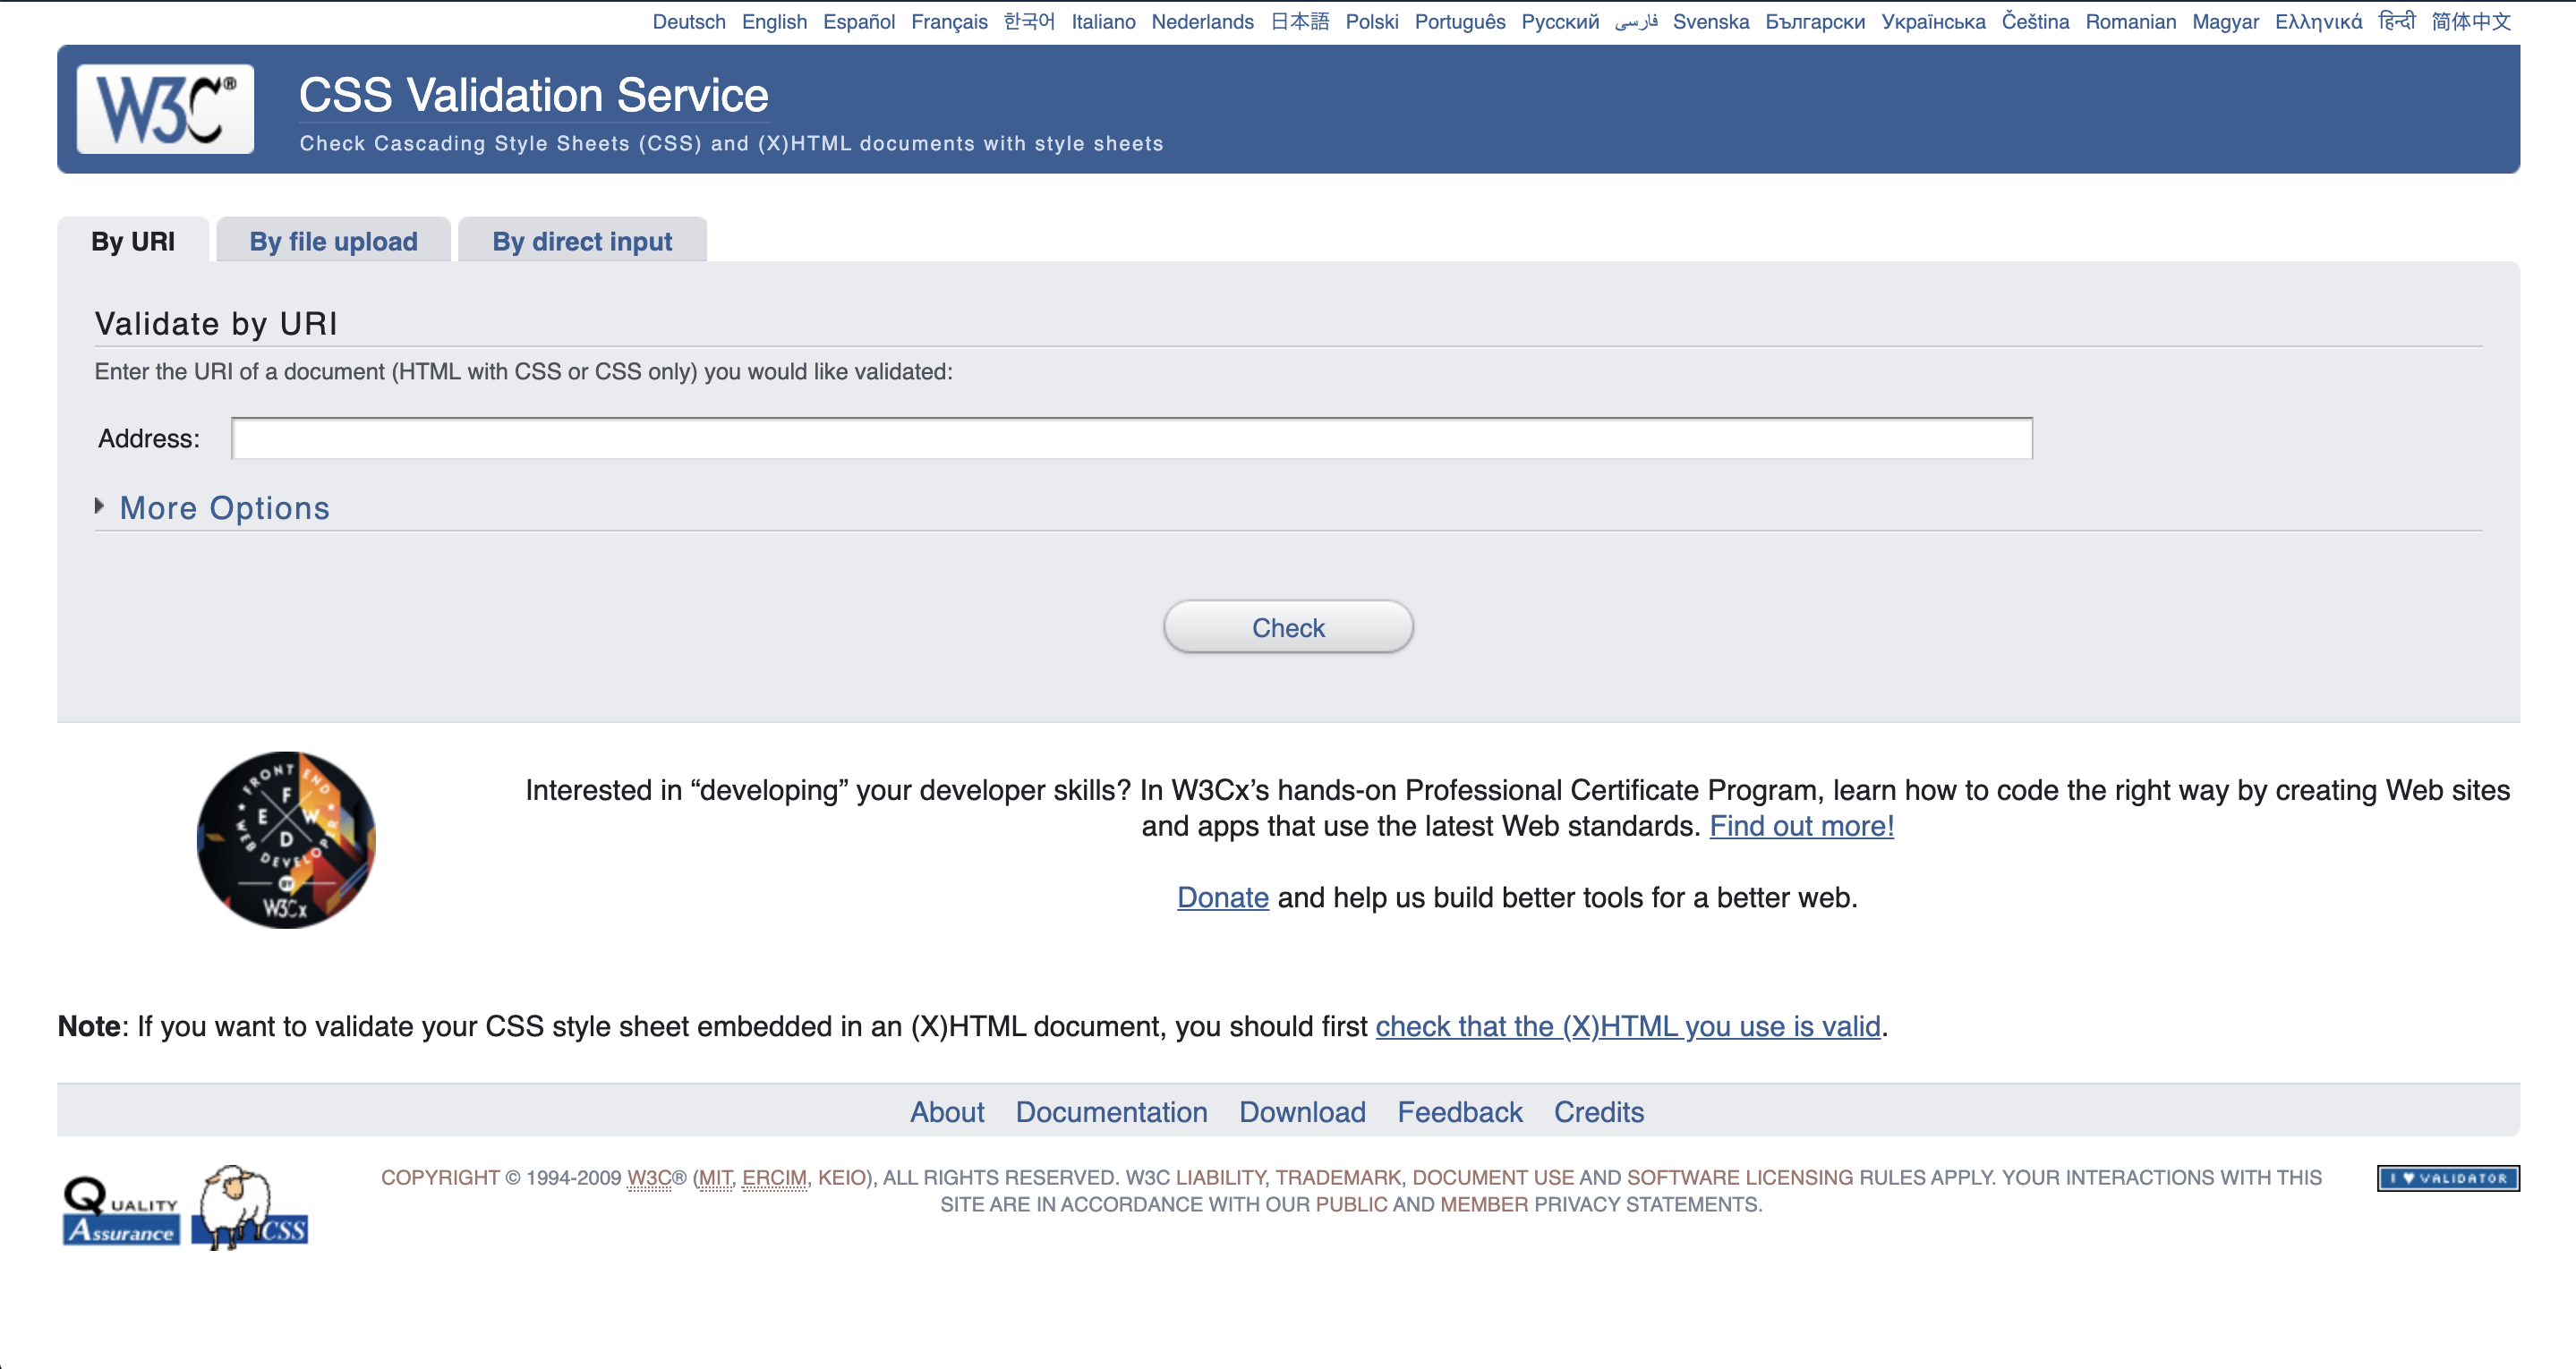 Deutsch English Español Français 한국어 Italiano Nederlands 日本語 Polski Português Русский فارسی Svenska Български Українська Čeština Romanian Magyar Ελληνικά हिन्दी 简体中文
W3C®
CSS Validation Service
Check Cascading Style Sheets (CSS) and (X)HTML documents with style sheets
By URI By file upload By direct input
Validate by URI
Enter the URI of a document (HTML with CSS or CSS only) you would like validated:
Address:
More Options
Check
FRONT END
F E W D
WEB DEVELOPER
BY
W3Cx
Interested in “developing” your developer skills? In W3Cx’s hands-on Professional Certificate Program, learn how to code the right way by creating Web sites
and apps that use the latest Web standards. Find out more!
Donate and help us build better tools for a better web.
Note: If you want to validate your CSS style sheet embedded in an (X)HTML document, you should first check that the (X)HTML you use is valid.
About Documentation Download Feedback Credits
QUALITY
Assurance
CSS
COPYRIGHT © 1994-2009 W3C® (MIT, ERCIM, KEIO), ALL RIGHTS RESERVED. W3C LIABILITY, TRADEMARK, DOCUMENT USE AND SOFTWARE LICENSING RULES APPLY. YOUR INTERACTIONS WITH THIS
SITE ARE IN ACCORDANCE WITH OUR PUBLIC AND MEMBER PRIVACY STATEMENTS.
I ♥ VALIDATOR